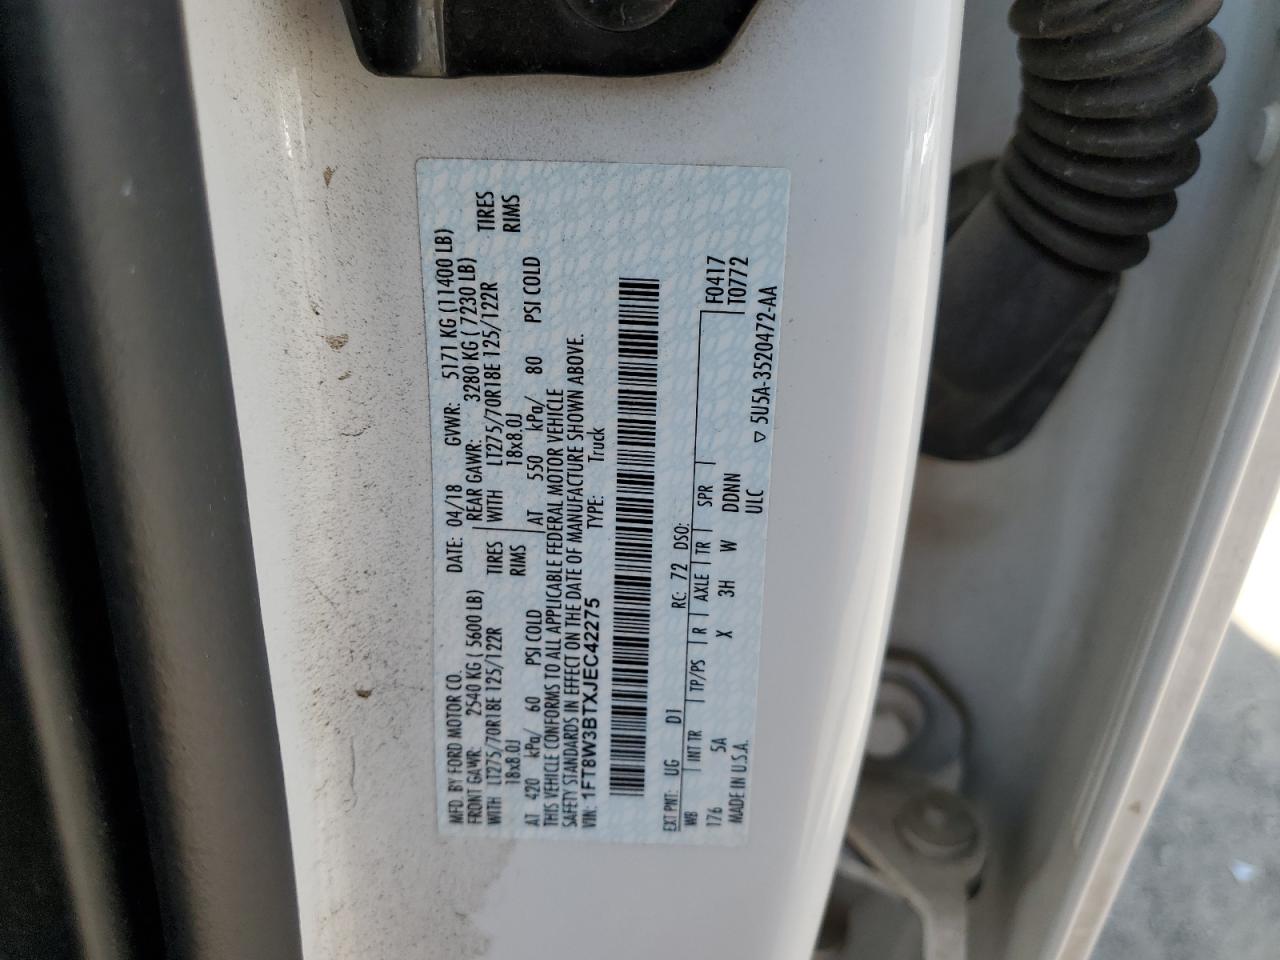 MFD. BY FORD MOTOR CO.
DATE: 04/18 GVWR: 5171 KG (11400 LB)
FRONT GAWR: 2540 KG ( 5600 LB) REAR GAWR: 3280 KG ( 7230 LB)
WITH LT275/70R18E 125/122R TIRES WITH LT275/70R18E 125/122R TIRES
18x8.0J RIMS 18x8.0J RIMS
AT 420 kPa/ 60 PSI COLD AT 550 kPa/ 80 PSI COLD
THIS VEHICLE CONFORMS TO ALL APPLICABLE FEDERAL MOTOR VEHICLE
SAFETY STANDARDS IN EFFECT ON THE DATE OF MANUFACTURE SHOWN ABOVE.
VIN: 1FT8W3BTXJEC42275 TYPE: Truck
EXT PNT: UG D1 RC: 72 DSO:
WB INT TR TP/PS R AXLE TR SPR F0417
176 5A X 3H W DDNN T0772
MADE IN U.S.A. ULC ▽ 5U5A-3520472-AA